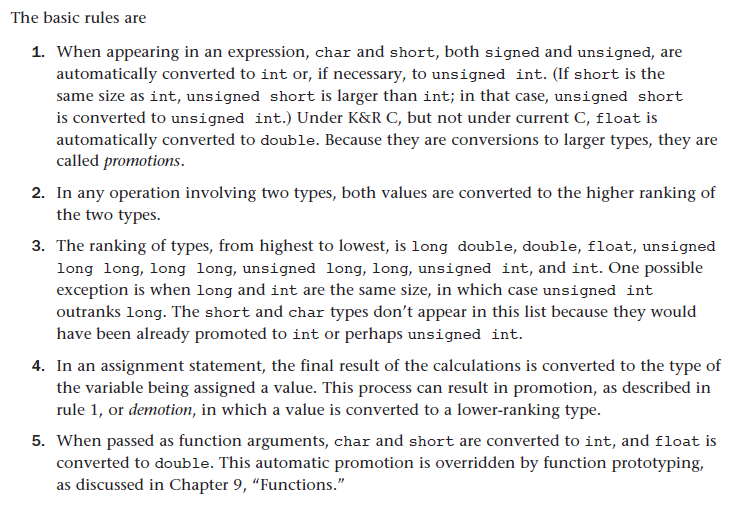 The basic rules are
1. When appearing in an expression, char and short, both signed and unsigned, are
automatically converted to int or, if necessary, to unsigned int. (If short is the
same size as int, unsigned short is larger than int; in that case, unsigned short
is converted to unsigned int.) Under K&R C, but not under current C, float is
automatically converted to double. Because they are conversions to larger types, they are
called promotions.
2. In any operation involving two types, both values are converted to the higher ranking of
the two types.
3. The ranking of types, from highest to lowest, is long double, double, float, unsigned
long long, long long, unsigned long, long, unsigned int, and int. One possible
exception is when long and int are the same size, in which case unsigned int
outranks long. The short and char types don’t appear in this list because they would
have been already promoted to int or perhaps unsigned int.
4. In an assignment statement, the final result of the calculations is converted to the type of
the variable being assigned a value. This process can result in promotion, as described in
rule 1, or demotion, in which a value is converted to a lower-ranking type.
5. When passed as function arguments, char and short are converted to int, and float is
converted to double. This automatic promotion is overridden by function prototyping,
as discussed in Chapter 9, “Functions.”